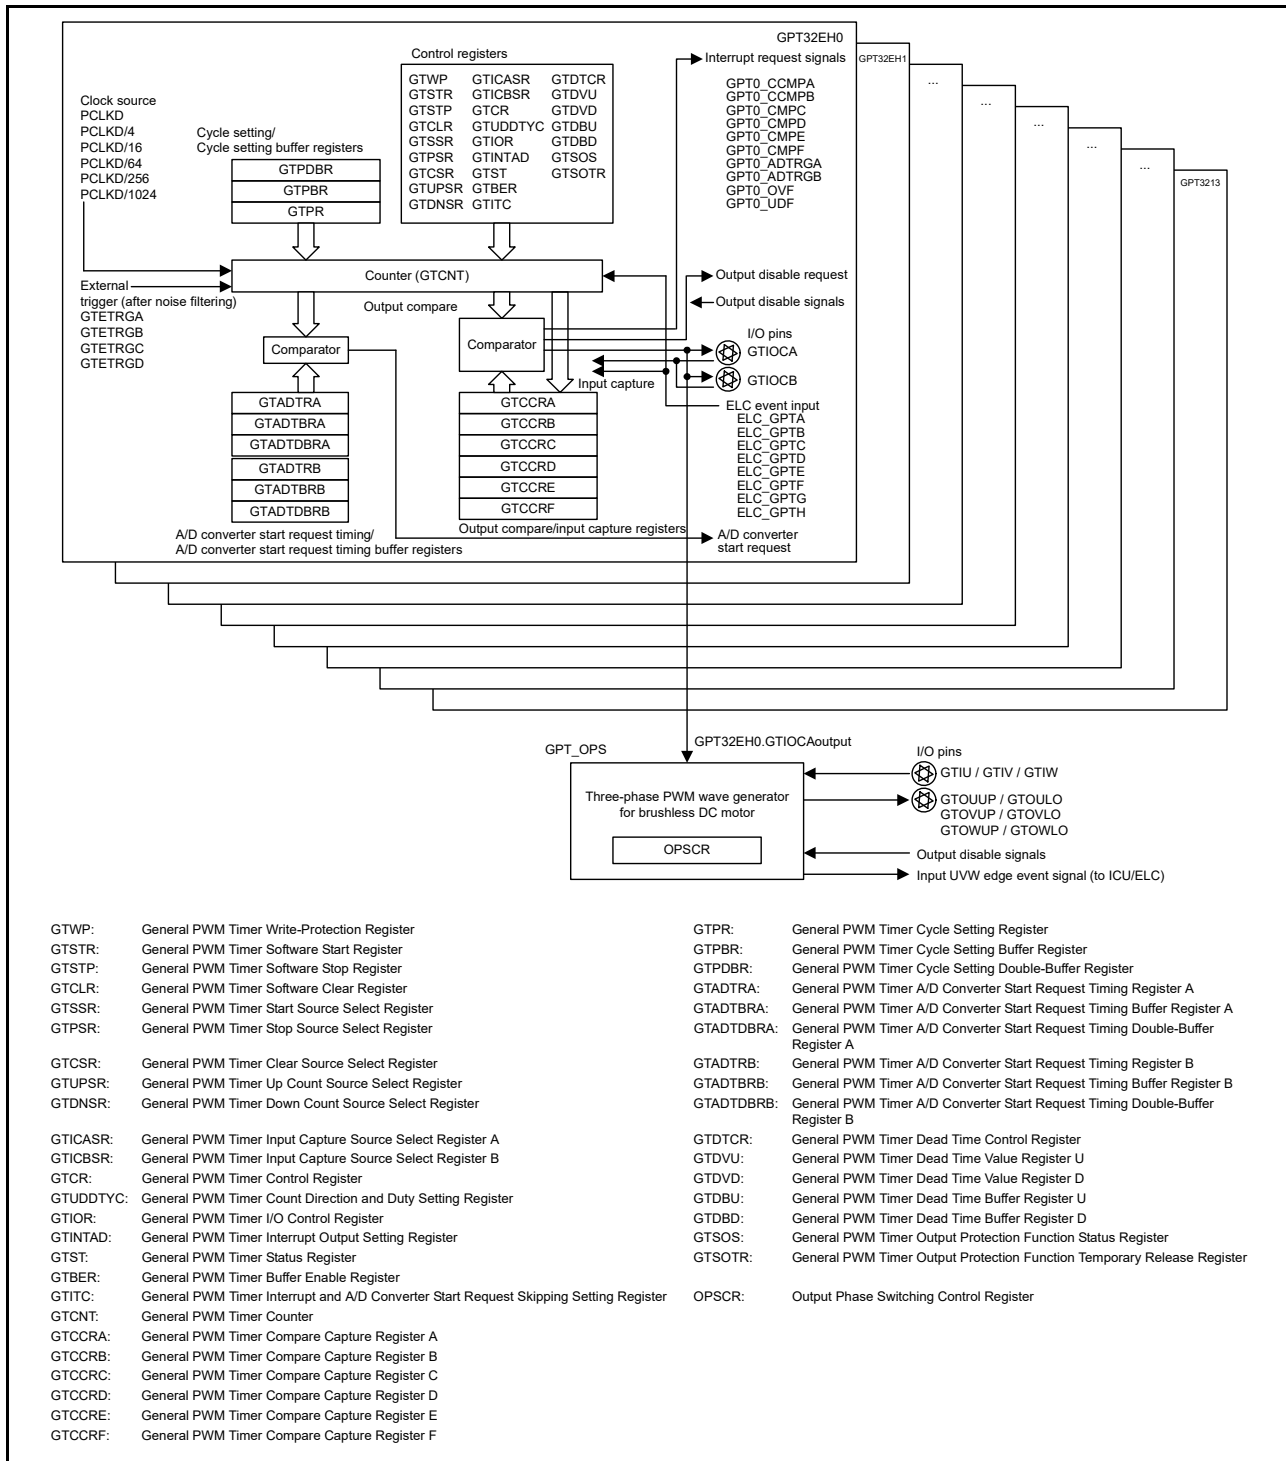 GPT32EH0
GPT32EH1
...
...
...
...
...
GPT3213
Control registers
GTWP GTICASR GTDTCR
GTSTR GTICBSR GTDVU
GTSTP GTCR GTDVD
GTCLR GTUDDTYC GTDBU
GTSSR GTIOR GTDBD
GTPSR GTINTAD GTSOS
GTCSR GTST GTSOTR
GTUPSR GTBER
GTDNSR GTITC
Interrupt request signals
GPT0_CCMPA
GPT0_CCMPB
GPT0_CMPC
GPT0_CMPD
GPT0_CMPE
GPT0_CMPF
GPT0_ADTRGA
GPT0_ADTRGB
GPT0_OVF
GPT0_UDF
Clock source
PCLKD
PCLKD/4
PCLKD/16
PCLKD/64
PCLKD/256
PCLKD/1024
Cycle setting/
Cycle setting buffer registers
GTPDBR
GTPBR
GTPR
Counter (GTCNT)
External
trigger (after noise filtering)
GTETRGA
GTETRGB
GTETRGC
GTETRGD
Output compare
Comparator
Comparator
Output disable request
Output disable signals
I/O pins
GTIOCA
GTIOCB
Input capture
ELC event input
ELC_GPTA
ELC_GPTB
ELC_GPTC
ELC_GPTD
ELC_GPTE
ELC_GPTF
ELC_GPTG
ELC_GPTH
GTADTRA
GTADTBRA
GTADTDBRA
GTADTRB
GTADTBRB
GTADTDBRB
GTCCRA
GTCCRB
GTCCRC
GTCCRD
GTCCRE
GTCCRF
Output compare/input capture registers
A/D converter start request timing/
A/D converter start request timing buffer registers
A/D converter
start request
GPT_OPS
GPT32EH0.GTIOCAoutput
Three-phase PWM wave generator
for brushless DC motor
OPSCR
I/O pins
GTIU / GTIV / GTIW
GTOUUP / GTOULO
GTOVUP / GTOVLO
GTOWUP / GTOWLO
Output disable signals
Input UVW edge event signal (to ICU/ELC)
GTWP: General PWM Timer Write-Protection Register
GTSTR: General PWM Timer Software Start Register
GTSTP: General PWM Timer Software Stop Register
GTCLR: General PWM Timer Software Clear Register
GTSSR: General PWM Timer Start Source Select Register
GTPSR: General PWM Timer Stop Source Select Register
GTCSR: General PWM Timer Clear Source Select Register
GTUPSR: General PWM Timer Up Count Source Select Register
GTDNSR: General PWM Timer Down Count Source Select Register
GTICASR: General PWM Timer Input Capture Source Select Register A
GTICBSR: General PWM Timer Input Capture Source Select Register B
GTCR: General PWM Timer Control Register
GTUDDTYC: General PWM Timer Count Direction and Duty Setting Register
GTIOR: General PWM Timer I/O Control Register
GTINTAD: General PWM Timer Interrupt Output Setting Register
GTST: General PWM Timer Status Register
GTBER: General PWM Timer Buffer Enable Register
GTITC: General PWM Timer Interrupt and A/D Converter Start Request Skipping Setting Register
GTCNT: General PWM Timer Counter
GTCCRA: General PWM Timer Compare Capture Register A
GTCCRB: General PWM Timer Compare Capture Register B
GTCCRC: General PWM Timer Compare Capture Register C
GTCCRD: General PWM Timer Compare Capture Register D
GTCCRE: General PWM Timer Compare Capture Register E
GTCCRF: General PWM Timer Compare Capture Register F
GTPR: General PWM Timer Cycle Setting Register
GTPBR: General PWM Timer Cycle Setting Buffer Register
GTPDBR: General PWM Timer Cycle Setting Double-Buffer Register
GTADTRA: General PWM Timer A/D Converter Start Request Timing Register A
GTADTBRA: General PWM Timer A/D Converter Start Request Timing Buffer Register A
GTADTDBRA: General PWM Timer A/D Converter Start Request Timing Double-Buffer
Register A
GTADTRB: General PWM Timer A/D Converter Start Request Timing Register B
GTADTBRB: General PWM Timer A/D Converter Start Request Timing Buffer Register B
GTADTDBRB: General PWM Timer A/D Converter Start Request Timing Double-Buffer
Register B
GTDTCR: General PWM Timer Dead Time Control Register
GTDVU: General PWM Timer Dead Time Value Register U
GTDVD: General PWM Timer Dead Time Value Register D
GTDBU: General PWM Timer Dead Time Buffer Register U
GTDBD: General PWM Timer Dead Time Buffer Register D
GTSOS: General PWM Timer Output Protection Function Status Register
GTSOTR: General PWM Timer Output Protection Function Temporary Release Register
OPSCR: Output Phase Switching Control Register